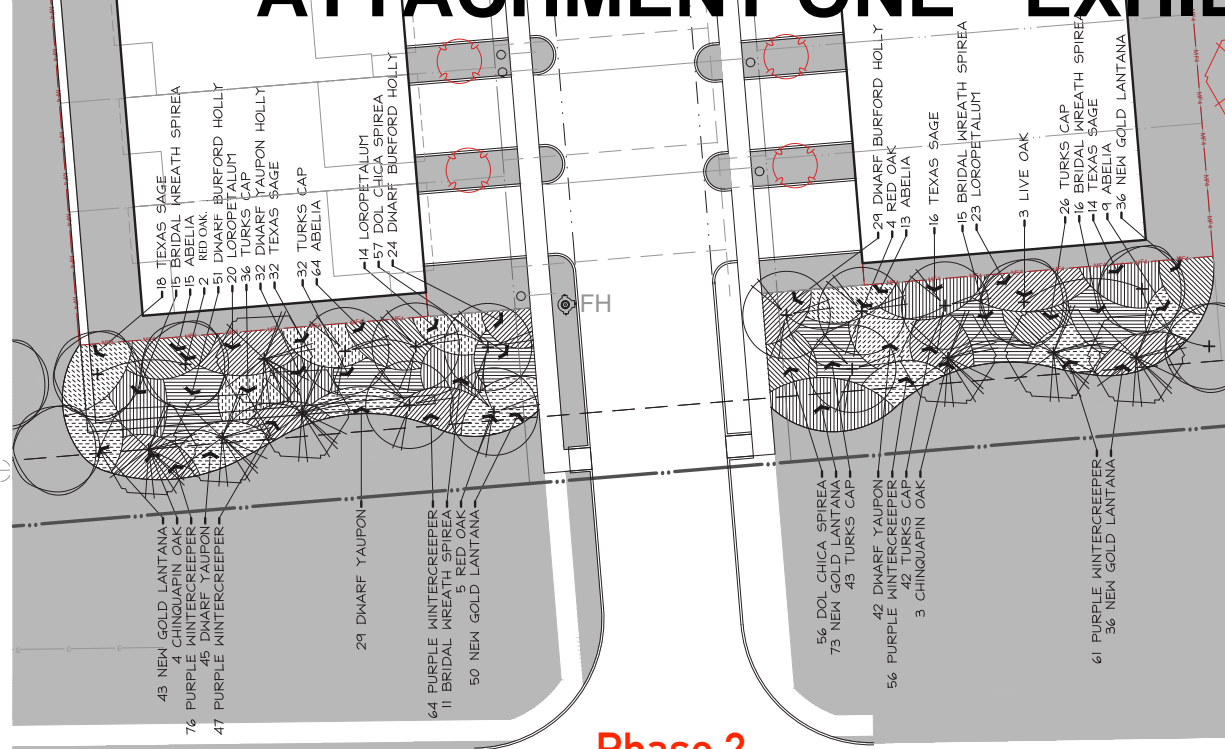 ATTACHMENT ONE - EXHI
18 TEXAS SAGE
15 BRIDAL WREATH SPIREA
15 ABELIA
2 RED OAK.
51 DWARF BURFORD HOLLY
20 LOROPETALUM
36 TURKS CAP
32 DWARF YAUPON HOLLY
32 TEXAS SAGE
32 TURKS CAP
64 ABELIA
14 LOROPETALUM
57 DOL CHICA SPIREA
24 DWARF BURFORD HOLLY
29 DWARF BURFORD HOLLY
4 RED OAK
13 ABELIA
16 TEXAS SAGE
15 BRIDAL WREATH SPIREA
23 LOROPETALUM
3 LIVE OAK
26 TURKS CAP
16 BRIDAL WREATH SPIREA
14 TEXAS SAGE
9 ABELIA
36 NEW GOLD LANTANA
FH
43 NEW GOLD LANTANA
4 CHINQUAPIN OAK
76 PURPLE WINTERCREEPER
45 DWARF YAUPON
47 PURPLE WINTERCREEPER
29 DWARF YAUPON
64 PURPLE WINTERCREEPER
11 BRIDAL WREATH SPIREA
5 RED OAK
50 NEW GOLD LANTANA
56 DOL CHICA SPIREA
73 NEW GOLD LANTANA
43 TURKS CAP
42 DWARF YAUPON
56 PURPLE WINTERCREEPER
42 TURKS CAP
3 CHINQUAPIN OAK
61 PURPLE WINTERCREEPER
36 NEW GOLD LANTANA
Phase 2